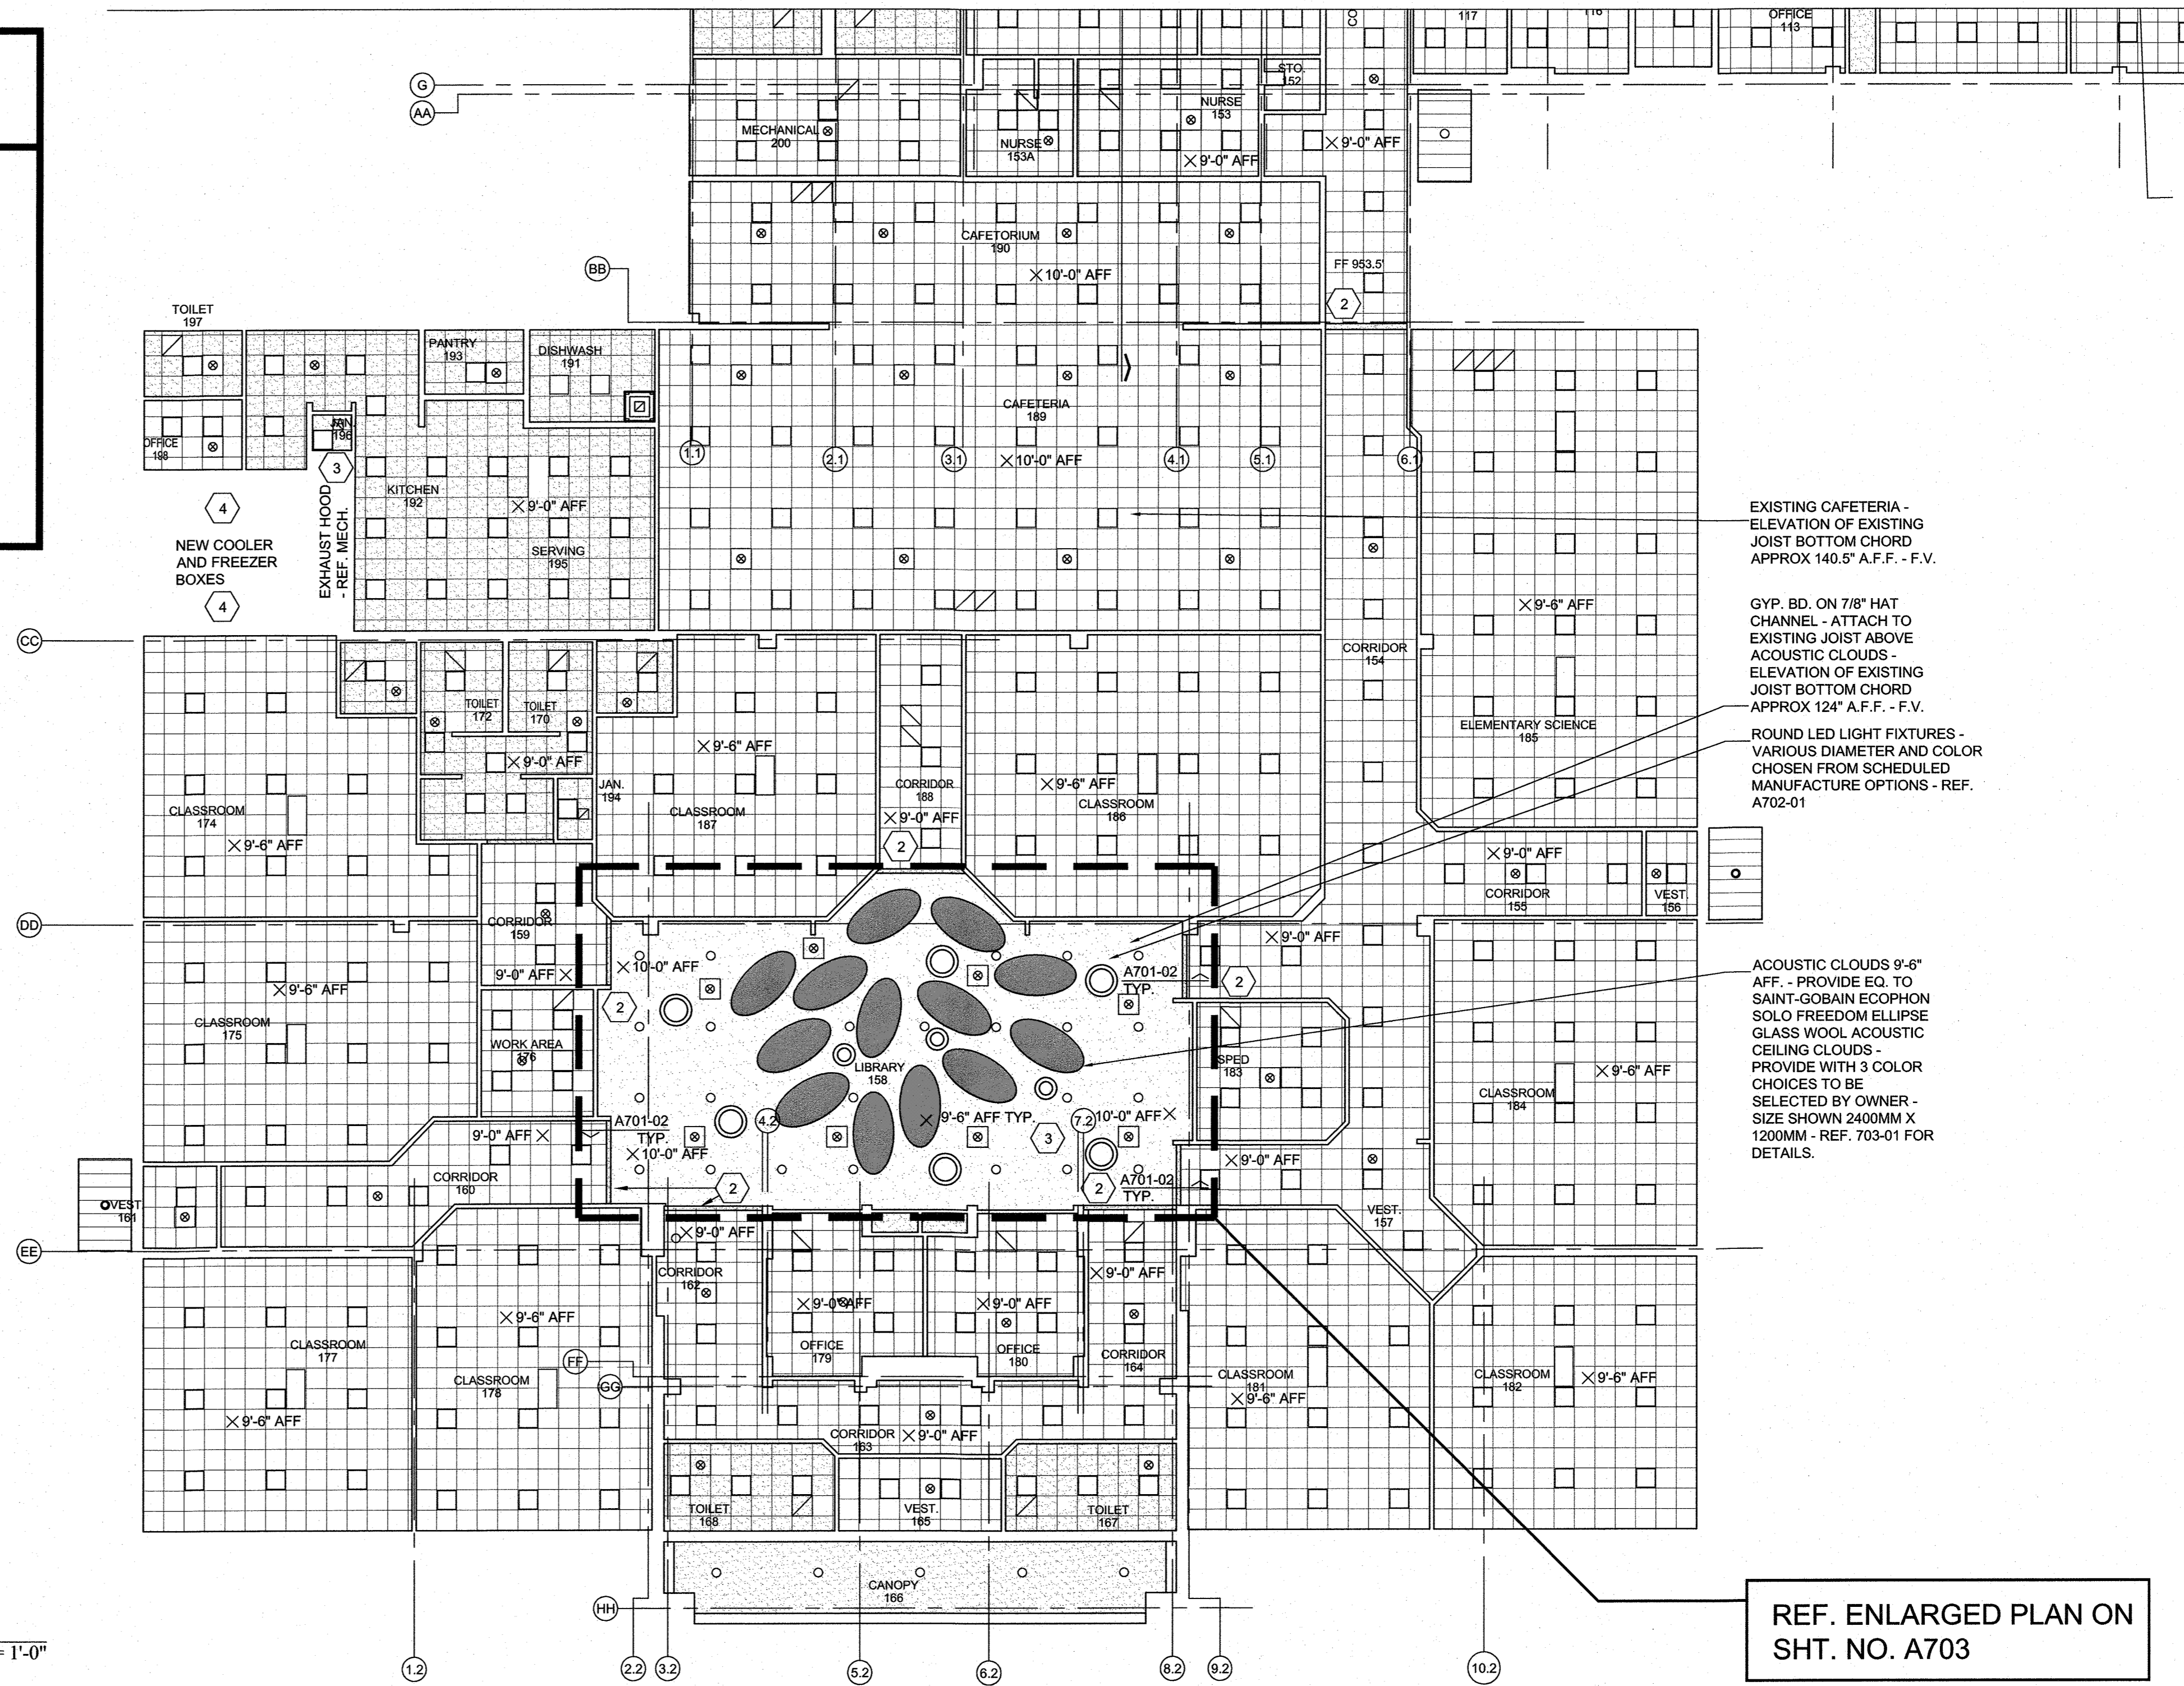 CO
117
116
OFFICE
113
G
AA
STO.
152
NURSE
153
MECHANICAL
200
NURSE
153A
9'-0" AFF
9'-0" AFF
CAFETORIUM
190
10'-0" AFF
BB
FF 953.5'
2
TOILET
197
PANTRY
193
DISHWASH
191
CAFETERIA
189
JAN.
196
OFFICE
198
3
1.1
2.1
3.1
10'-0" AFF
4.1
5.1
6.1
KITCHEN
192
9'-0" AFF
4
EXHAUST HOOD
- REF. MECH.
NEW COOLER
AND FREEZER
BOXES
4
SERVING
195
EXISTING CAFETERIA -
ELEVATION OF EXISTING
JOIST BOTTOM CHORD
APPROX 140.5" A.F.F. - F.V.
9'-6" AFF
GYP. BD. ON 7/8" HAT
CHANNEL - ATTACH TO
EXISTING JOIST ABOVE
ACOUSTIC CLOUDS -
ELEVATION OF EXISTING
JOIST BOTTOM CHORD
APPROX 124" A.F.F. - F.V.
CC
CORRIDOR
154
TOILET
172
TOILET
170
ELEMENTARY SCIENCE
185
ROUND LED LIGHT FIXTURES -
VARIOUS DIAMETER AND COLOR
CHOSEN FROM SCHEDULED
MANUFACTURE OPTIONS - REF.
A702-01
9'-6" AFF
9'-0" AFF
JAN.
194
CORRIDOR
188
9'-6" AFF
CLASSROOM
186
CLASSROOM
174
CLASSROOM
187
9'-0" AFF
9'-6" AFF
2
9'-0" AFF
CORRIDOR
155
VEST.
156
DD
CORRIDOR
159
9'-0" AFF
9'-0" AFF
10'-0" AFF
A701-02
TYP.
2
9'-6" AFF
2
CLASSROOM
175
WORK AREA
176
LIBRARY
158
SPED
183
9'-6" AFF
CLASSROOM
184
ACOUSTIC CLOUDS 9'-6"
AFF. - PROVIDE EQ. TO
SAINT-GOBAIN ECOPHON
SOLO FREEDOM ELLIPSE
GLASS WOOL ACOUSTIC
CEILING CLOUDS -
PROVIDE WITH 3 COLOR
CHOICES TO BE
SELECTED BY OWNER -
SIZE SHOWN 2400MM X
1200MM - REF. 703-01 FOR
DETAILS.
A701-02
TYP.
4.2
9'-6" AFF TYP.
7.2
10'-0" AFF
9'-0" AFF
3
10'-0" AFF
9'-0" AFF
CORRIDOR
160
2
2
A701-02
TYP.
VEST.
161
VEST.
157
EE
9'-0" AFF
CORRIDOR
162
9'-0" AFF
9'-0" AFF
9'-0" AFF
9'-6" AFF
CLASSROOM
177
OFFICE
179
OFFICE
180
CORRIDOR
164
FF
GG
CLASSROOM
178
CLASSROOM
181
9'-6" AFF
CLASSROOM
182
9'-6" AFF
9'-6" AFF
CORRIDOR
163
9'-0" AFF
TOILET
168
VEST.
165
TOILET
167
CANOPY
166
HH
REF. ENLARGED PLAN ON
SHT. NO. A703
= 1'-0"
1.2
2.2
3.2
5.2
6.2
8.2
9.2
10.2